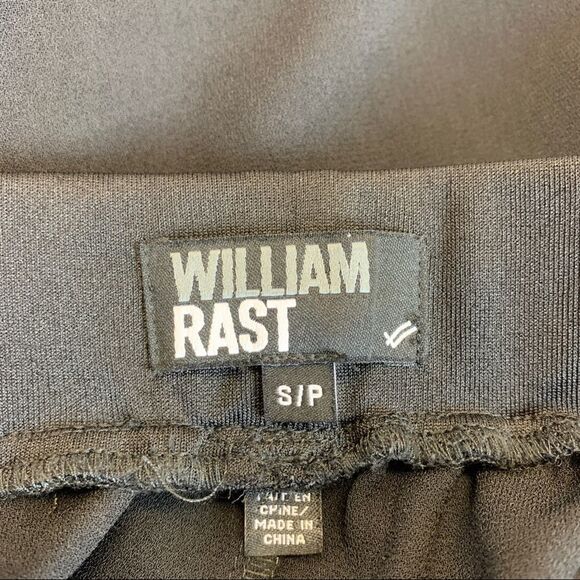 WILLIAM
RAST
S/P
FAIT EN
CHINE/
MADE IN
CHINA